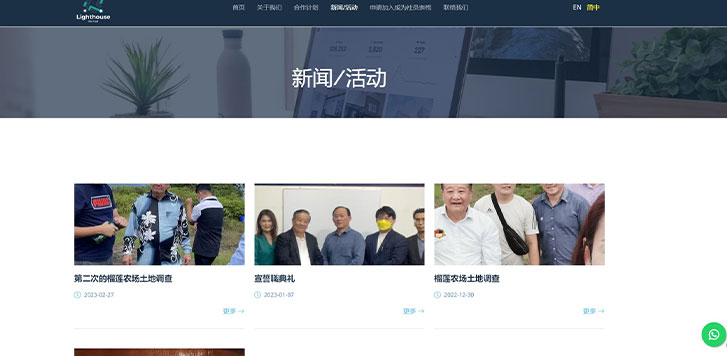 Lighthouse
首页
关于我们
合作计划
新闻/活动
申请加入成为社员表格
联络我们
EN
简中
新闻/活动
第二次的榴莲农场土地调查
2023-02-27
更多 →
宣誓就职典礼
2023-01-07
更多 →
榴莲农场土地调查
2022-12-30
更多 →